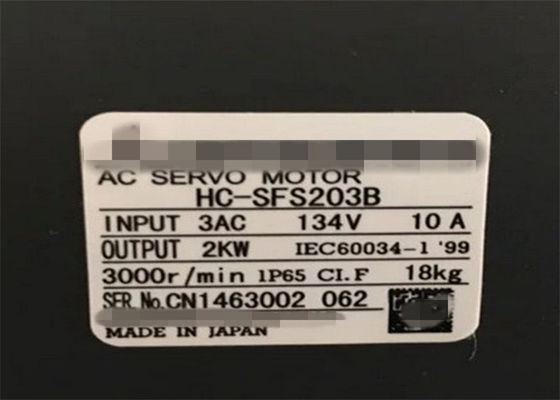 AC SERVO MOTOR
HC-SFS203B
INPUT 3AC 134V 10 A
OUTPUT 2KW IEC60034-1 '99
3000r/min IP65 CI.F 18kg
SER.No.CN1463002 062
MADE IN JAPAN